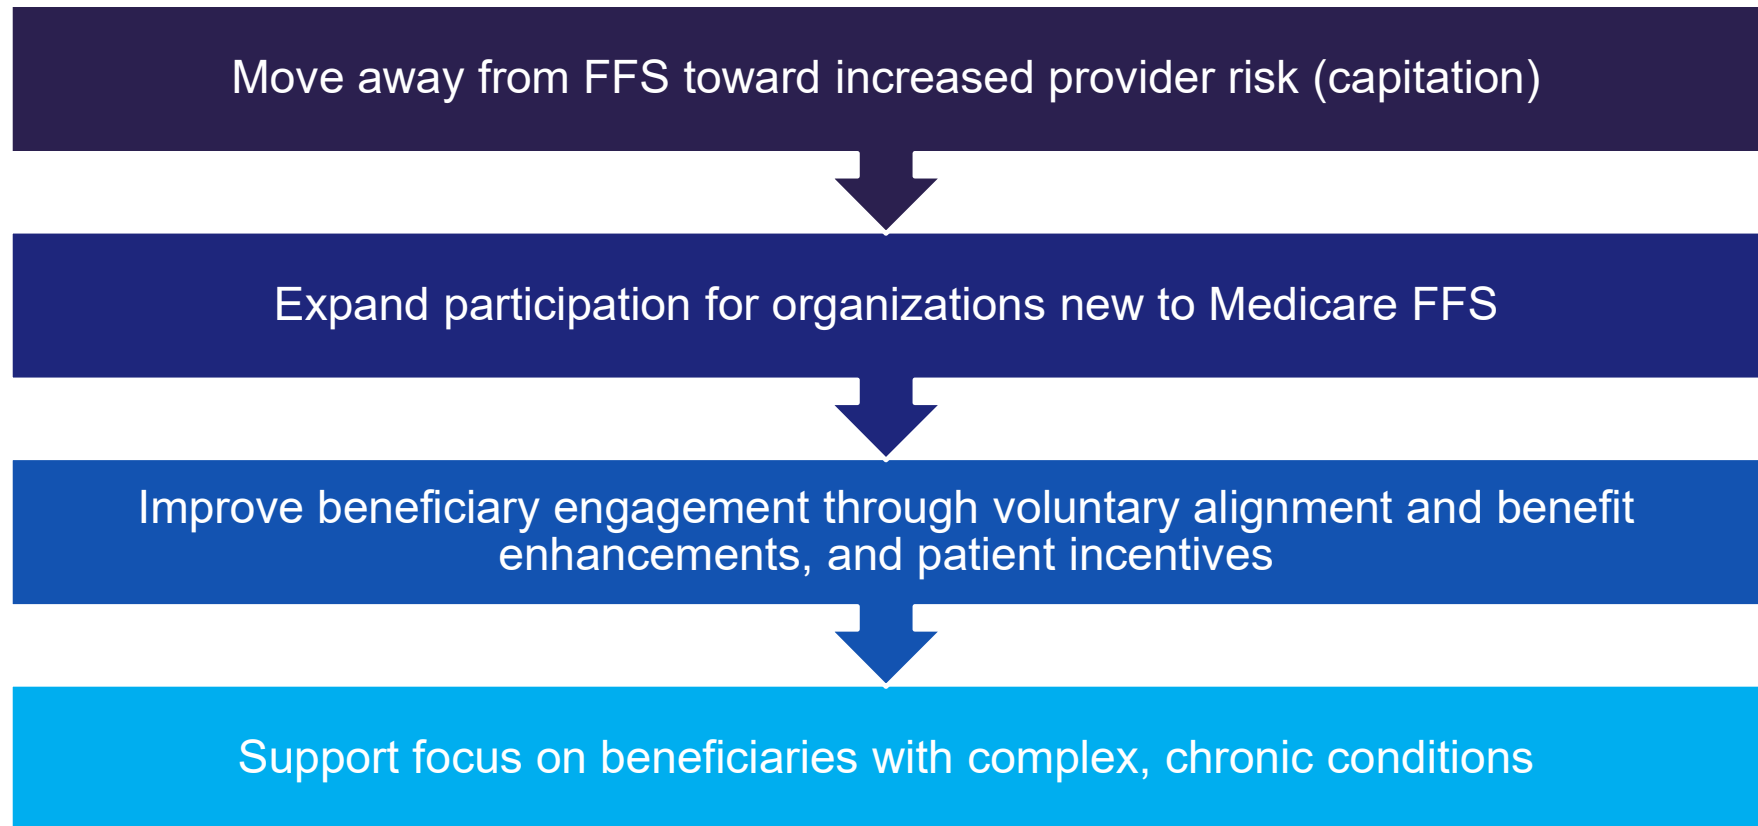 Move away from FFS toward increased provider risk (capitation)
Expand participation for organizations new to Medicare FFS
Improve beneficiary engagement through voluntary alignment and benefit
enhancements, and patient incentives
Support focus on beneficiaries with complex, chronic conditions